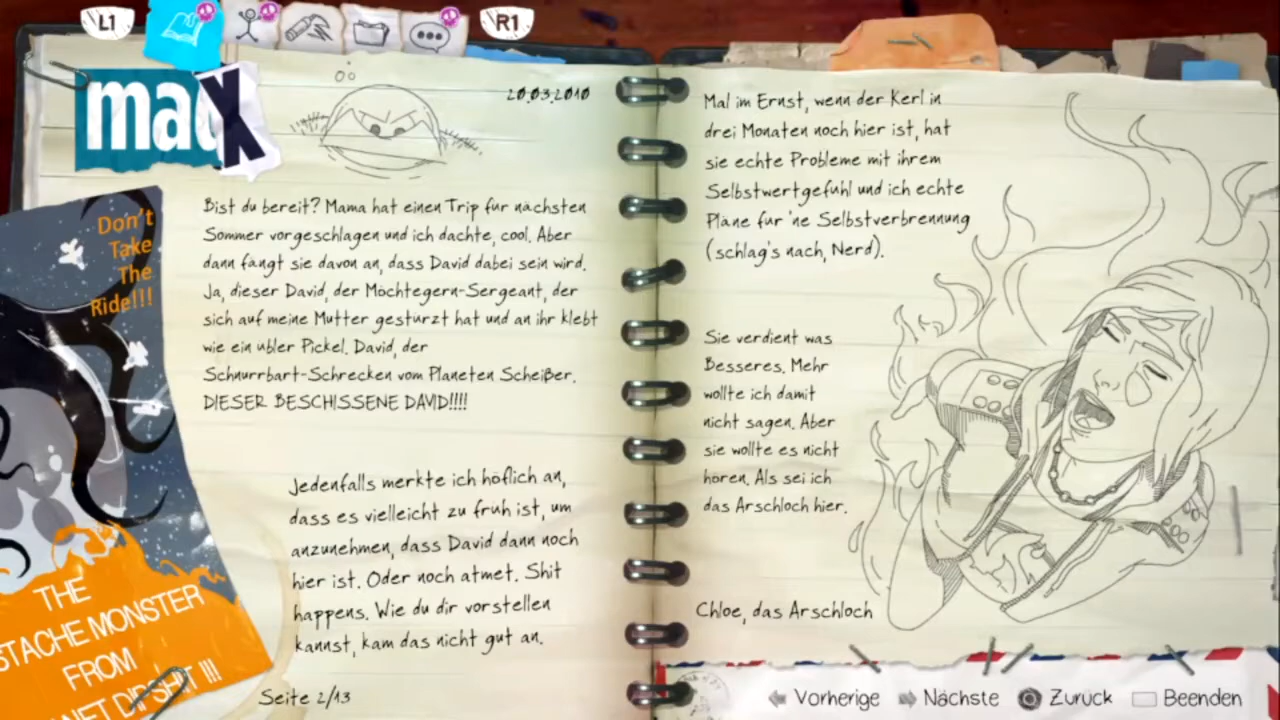 L1
R1
max
20.03.2010
Don't
Take
The
Ride!!!
Bist du bereit? Mama hat einen Trip fur nächsten
Sommer vorgeschlagen und ich dachte, cool. Aber
dann fängt sie davon an, dass David dabei sein wird.
Ja, dieser David, der Möchtegern-Sergeant, der
sich auf meine Mutter gestürzt hat und an ihr klebt
wie ein ubler Pickel. David, der
Schnurrbart-Schrecken vom Planeten Scheißer.
DIESER BESCHISSENE DAVID!!!!
Jedenfalls merkte ich höflich an,
dass es vielleicht zu fruh ist, um
anzunehmen, dass David dann noch
hier ist. Oder noch atmet. Shit
happens. Wie du dir vorstellen
kannst, kam das nicht gut an.
THE
STACHE MONSTER
FROM
NET DIPSHIT !!!
Seite 2/13
Mal im Ernst, wenn der Kerl in
drei Monaten noch hier ist, hat
sie echte Probleme mit ihrem
Selbstwertgefuhl und ich echte
Pläne fur 'ne Selbstverbrennung
(schlag's nach, Nerd).
Sie verdient was
Besseres. Mehr
wollte ich damit
nicht sagen. Aber
sie wollte es nicht
horen. Als sei ich
das Arschloch hier.
Chloe, das Arschloch
Vorherige
Nächste
Zurück
Beenden